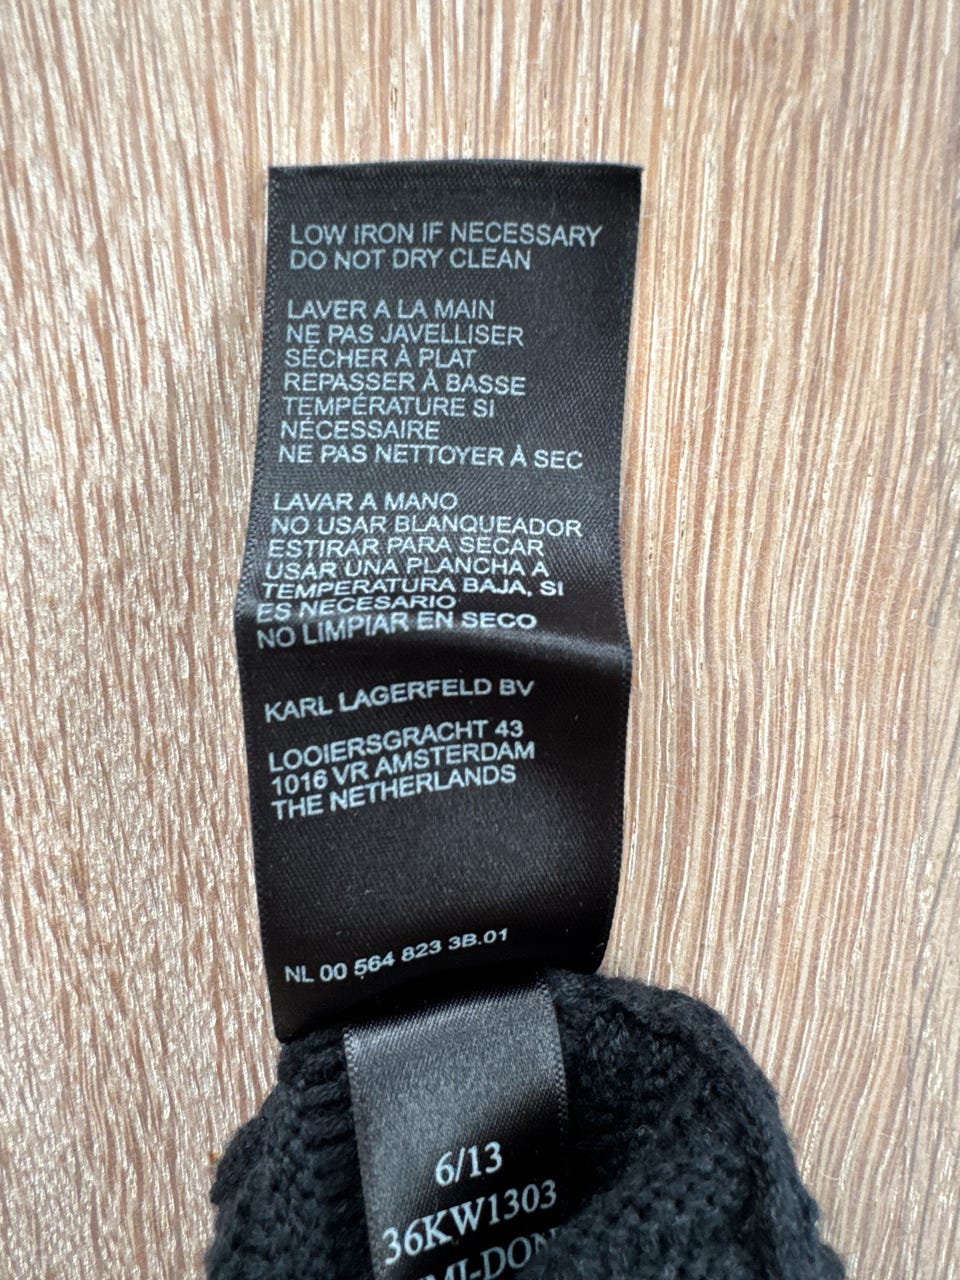 LOW IRON IF NECESSARY
DO NOT DRY CLEAN
LAVER A LA MAIN
NE PAS JAVELLISER
SÉCHER À PLAT
REPASSER À BASSE
TEMPÉRATURE SI
NÉCESSAIRE
NE PAS NETTOYER À SEC
LAVAR A MANO
NO USAR BLANQUEADOR
ESTIRAR PARA SECAR
USAR UNA PLANCHA A
TEMPERATURA BAJA, SI
ES NECESARIO
NO LIMPIAR EN SECO
KARL LAGERFELD BV
LOOIERSGRACHT 43
1016 VR AMSTERDAM
THE NETHERLANDS
NL 00 564 823 3B.01
6/13
36KW1303